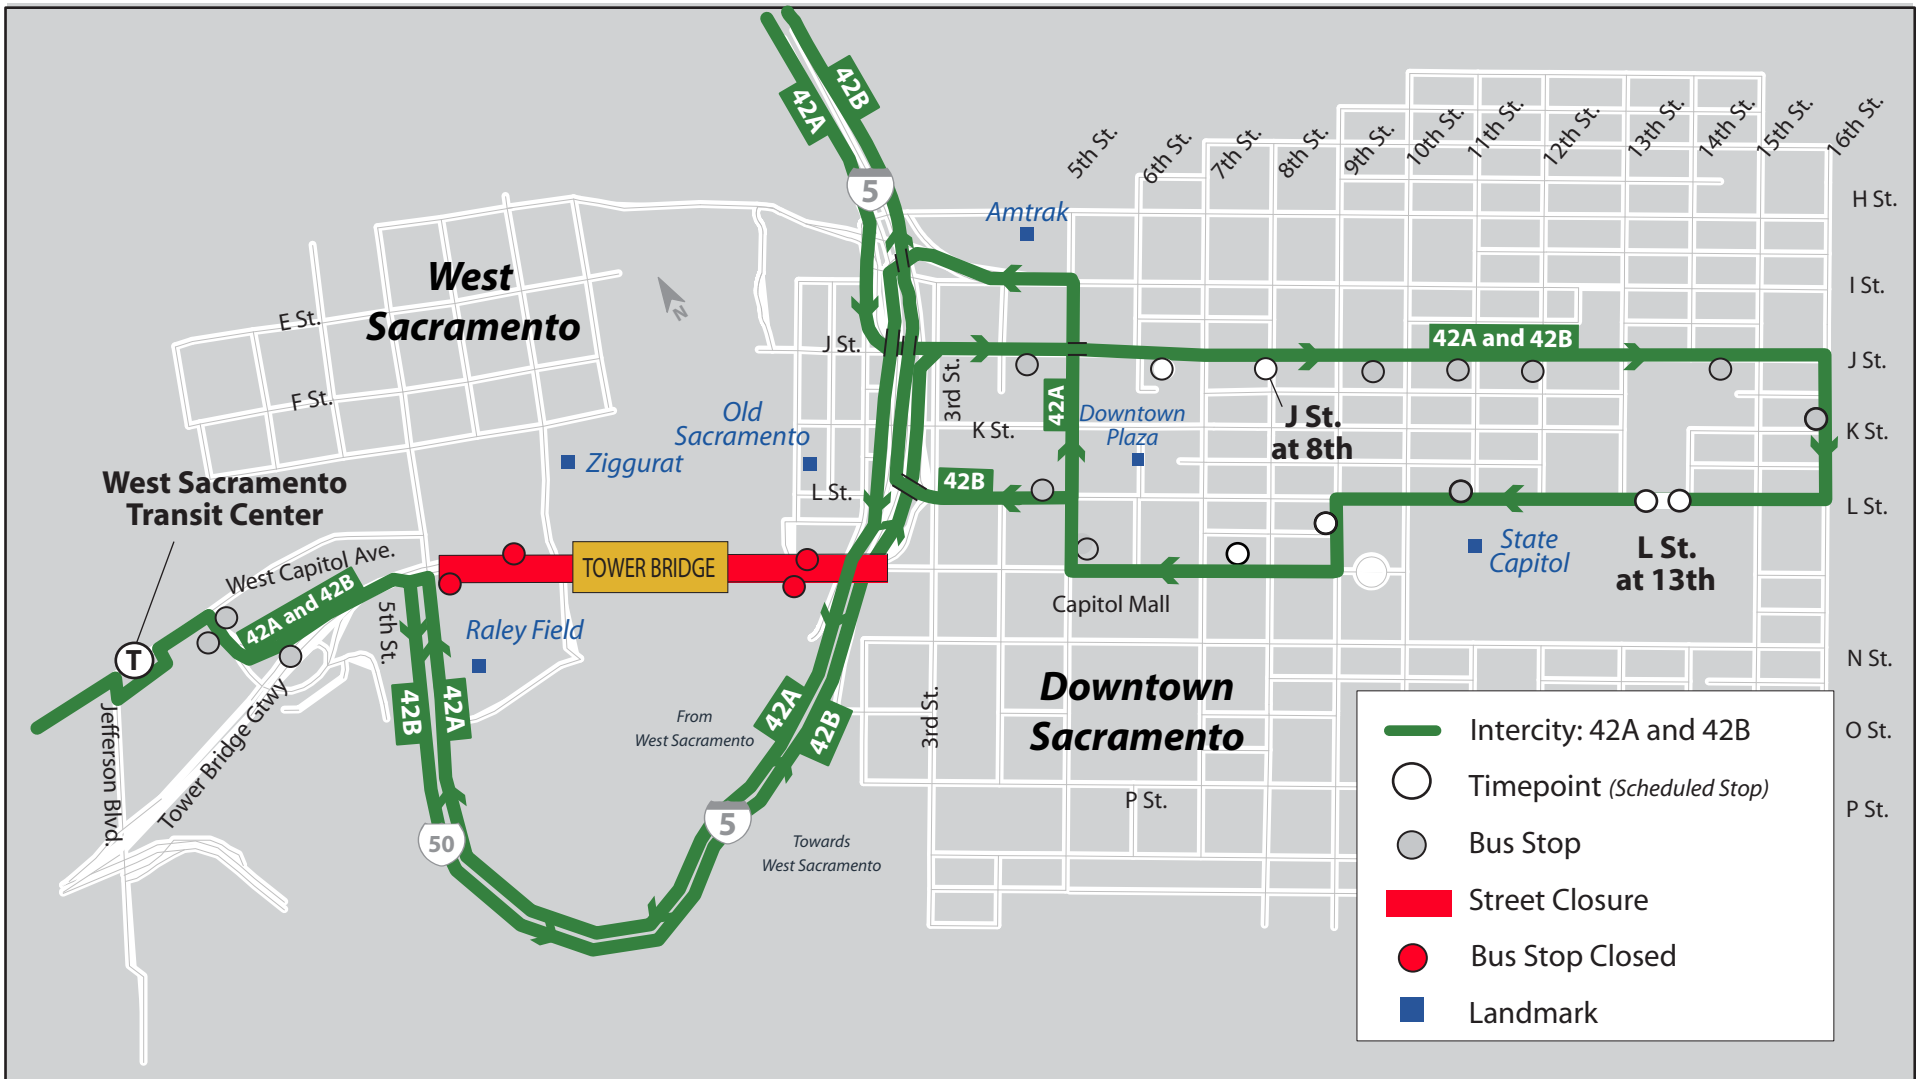 42B
42A
5
5th St.
6th St.
7th St.
8th St.
9th St.
10th St.
11th St.
12th St.
13th St.
14th St.
15th St.
16th St.
H St.
Amtrak
West
Sacramento
N
I St.
E St.
J St.
42A and 42B
J St.
3rd St.
42A
F St.
Old
Sacramento
K St.
Downtown
Plaza
J St.
at 8th
K St.
Ziggurat
West Sacramento
Transit Center
L St.
42B
L St.
State
Capitol
L St.
at 13th
West Capitol Ave.
TOWER BRIDGE
42A and 42B
5th St.
Raley Field
Capitol Mall
T
N St.
Jefferson Blvd.
Tower Bridge Gtwy
42B
42A
From
West Sacramento
42A
42B
3rd St.
Downtown
Sacramento
O St.
P St.
P St.
5
50
Towards
West Sacramento
Intercity: 42A and 42B
Timepoint (Scheduled Stop)
Bus Stop
Street Closure
Bus Stop Closed
Landmark